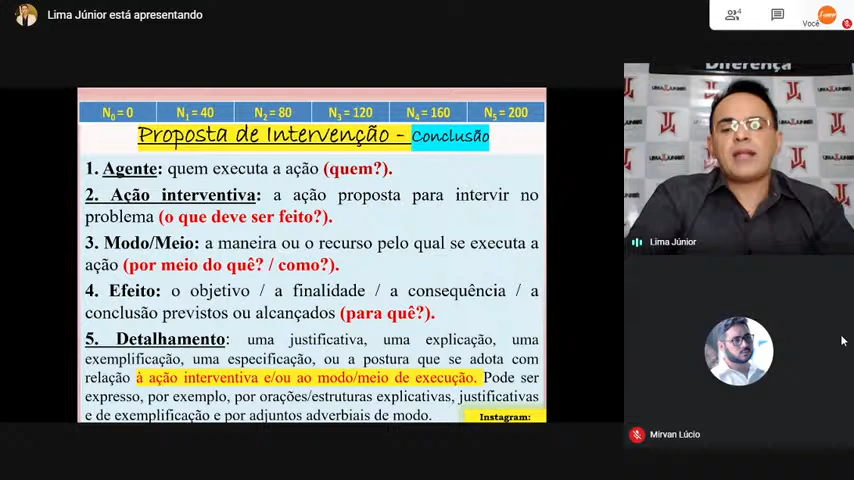 Lima Júnior está apresentando
4
Você
Diferença
N0 = 0 N1 = 40 N2 = 80 N3 = 120 N4 = 160 N5 = 200
Proposta de Intervenção - Conclusão
1. Agente: quem executa a ação (quem?).
2. Ação interventiva: a ação proposta para intervir no
problema (o que deve ser feito?).
3. Modo/Meio: a maneira ou o recurso pelo qual se executa a
ação (por meio do quê? / como?).
4. Efeito: o objetivo / a finalidade / a consequência / a
conclusão previstos ou alcançados (para quê?).
5. Detalhamento: uma justificativa, uma explicação, uma
exemplificação, uma especificação, ou a postura que se adota com
relação à ação interventiva e/ou ao modo/meio de execução. Pode ser
expresso, por exemplo, por orações/estruturas explicativas, justificativas
e de exemplificação e por adjuntos adverbiais de modo.
Instagram:
LIMA JÚNIOR
Lima Júnior
Mirvan Lúcio